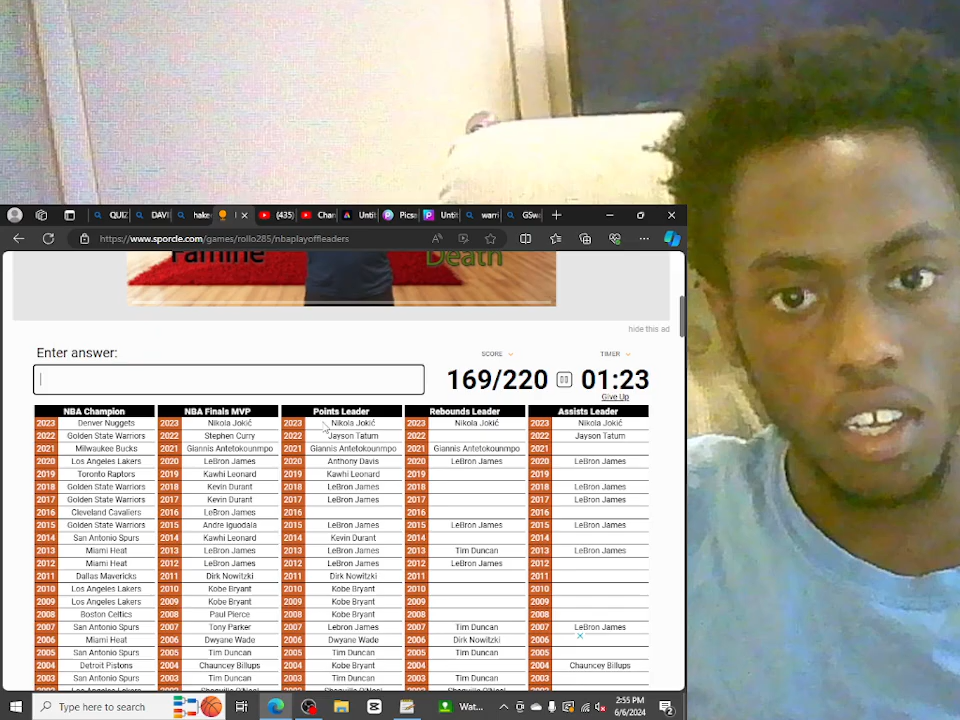 Famine
Death
QUIZ
DAVI
hake
(435)
Chan
Untit
Picsa
Untit
warri
GSw
https://www.sporcle.com/games/rollo285/nbaplayoffleaders
hide this ad
Enter answer:
SCORE
TIMER
169/220
01:23
Give Up
NBA Champion NBA Finals MVP Points Leader Rebounds Leader Assists Leader
2023 Denver Nuggets 2023 Nikola Jokić 2023 Nikola Jokić 2023 Nikola Jokić 2023 Nikola Jokić
2022 Golden State Warriors 2022 Stephen Curry 2022 Jayson Tatum 2022 2022 Jayson Tatum
2021 Milwaukee Bucks 2021 Giannis Antetokounmpo 2021 Giannis Antetokounmpo 2021 Giannis Antetokounmpo 2021
2020 Los Angeles Lakers 2020 LeBron James 2020 Anthony Davis 2020 LeBron James 2020 LeBron James
2019 Toronto Raptors 2019 Kawhi Leonard 2019 Kawhi Leonard 2019 2019
2018 Golden State Warriors 2018 Kevin Durant 2018 LeBron James 2018 2018 LeBron James
2017 Golden State Warriors 2017 Kevin Durant 2017 LeBron James 2017 2017 LeBron James
2016 Cleveland Cavaliers 2016 LeBron James 2016 2016 2016
2015 Golden State Warriors 2015 Andre Iguodala 2015 LeBron James 2015 LeBron James 2015 LeBron James
2014 San Antonio Spurs 2014 Kawhi Leonard 2014 Kevin Durant 2014 2014
2013 Miami Heat 2013 LeBron James 2013 LeBron James 2013 Tim Duncan 2013 LeBron James
2012 Miami Heat 2012 LeBron James 2012 LeBron James 2012 LeBron James 2012
2011 Dallas Mavericks 2011 Dirk Nowitzki 2011 Dirk Nowitzki 2011 2011
2010 Los Angeles Lakers 2010 Kobe Bryant 2010 Kobe Bryant 2010 2010
2009 Los Angeles Lakers 2009 Kobe Bryant 2009 Kobe Bryant 2009 2009
2008 Boston Celtics 2008 Paul Pierce 2008 Kobe Bryant 2008 2008
2007 San Antonio Spurs 2007 Tony Parker 2007 Lebron James 2007 Tim Duncan 2007 LeBron James
2006 Miami Heat 2006 Dwyane Wade 2006 Dwyane Wade 2006 Dirk Nowitzki 2006
2005 San Antonio Spurs 2005 Tim Duncan 2005 Tim Duncan 2005 Tim Duncan 2005
2004 Detroit Pistons 2004 Chauncey Billups 2004 Kobe Bryant 2004 Tim Duncan 2004 Chauncey Billups
2003 San Antonio Spurs 2003 Tim Duncan 2003 Tim Duncan 2003 Tim Duncan 2003
Type here to search
Wat...
2:55 PM
6/6/2024
2